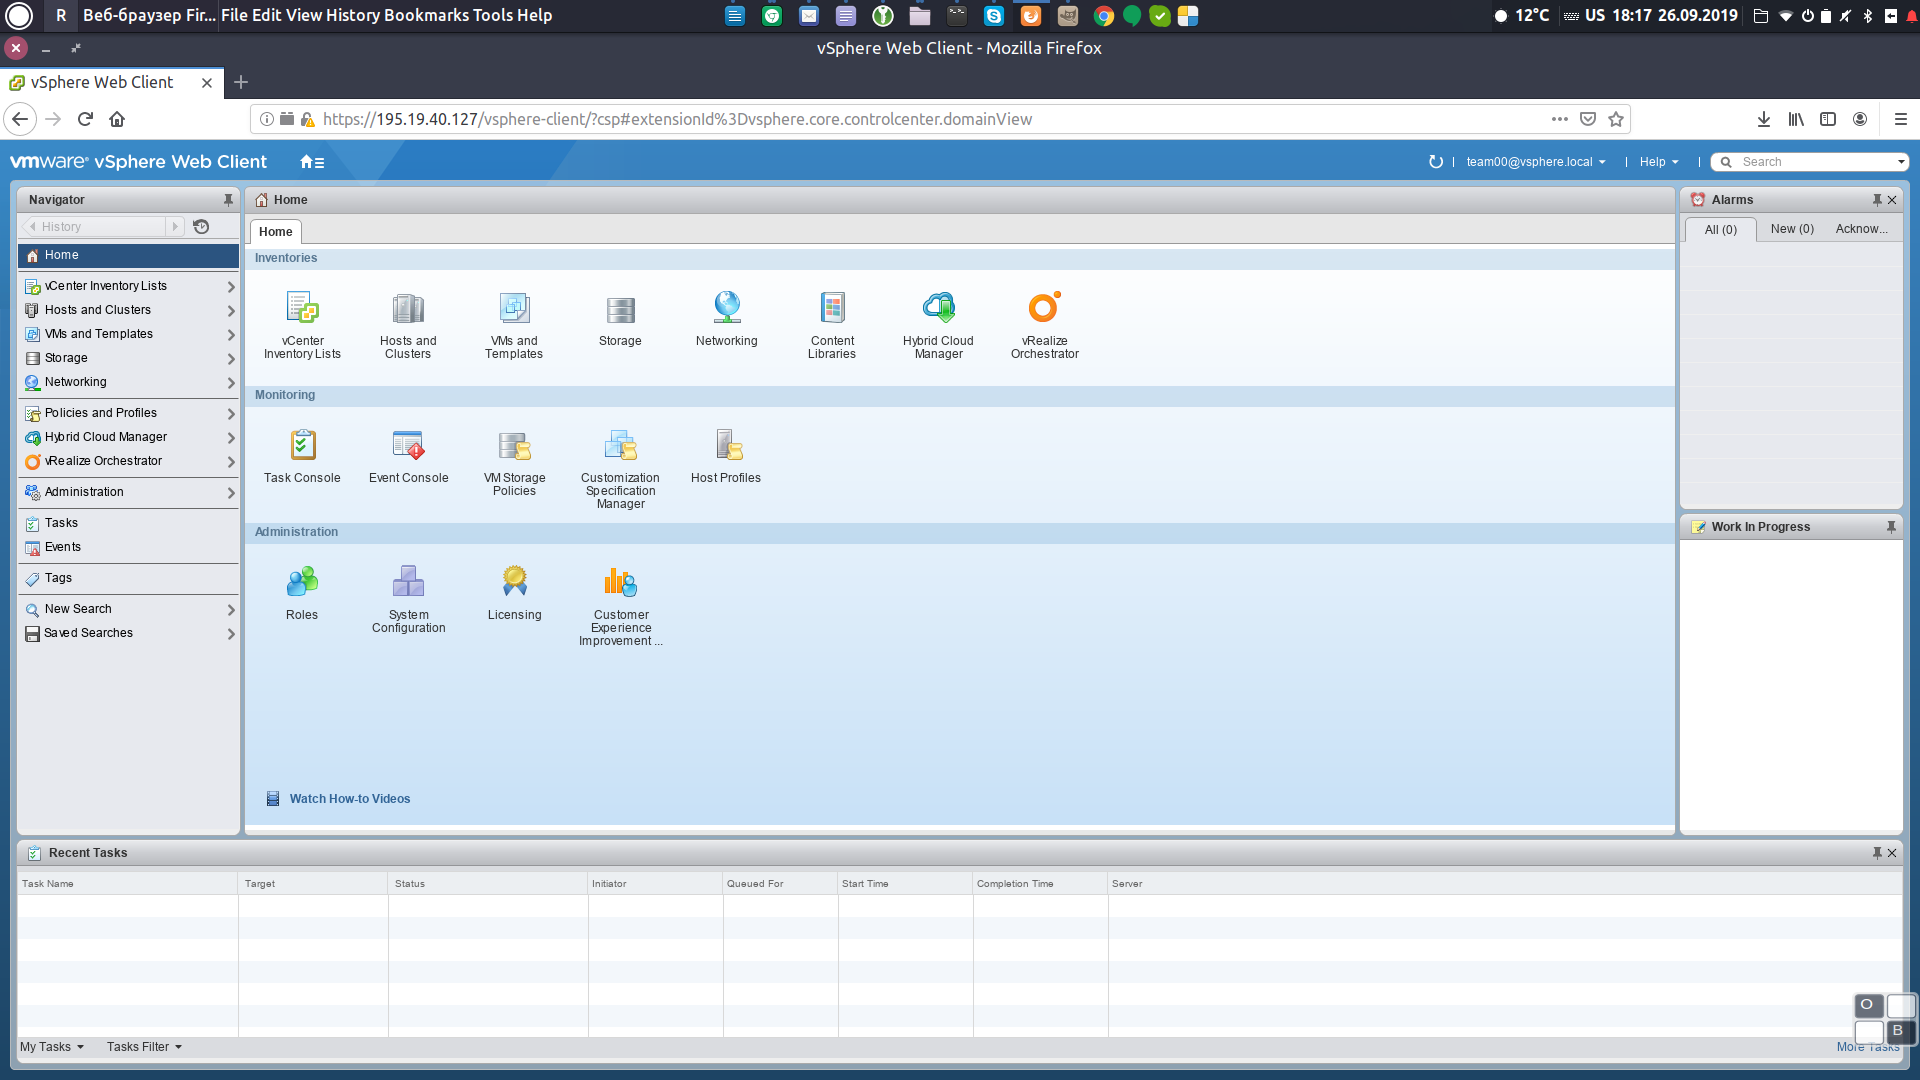 R Веб-браузер Fir... File Edit View History Bookmarks Tools Help 12°C US 18:17 26.09.2019
vSphere Web Client - Mozilla Firefox
vSphere Web Client
https://195.19.40.127/vsphere-client/?csp#extensionId%3Dvsphere.core.controlcenter.domainView
vmware® vSphere Web Client team00@vsphere.local Help Search
Navigator
History
Home
vCenter Inventory Lists
Hosts and Clusters
VMs and Templates
Storage
Networking
Policies and Profiles
Hybrid Cloud Manager
vRealize Orchestrator
Administration
Tasks
Events
Tags
New Search
Saved Searches
Home
Home
Inventories
vCenter
Inventory Lists
Hosts and
Clusters
VMs and
Templates
Storage
Networking
Content
Libraries
Hybrid Cloud
Manager
vRealize
Orchestrator
Monitoring
Task Console
Event Console
VM Storage
Policies
Customization
Specification
Manager
Host Profiles
Administration
Roles
System
Configuration
Licensing
Customer
Experience
Improvement ...
Watch How-to Videos
Alarms
All (0) New (0) Acknow...
Work In Progress
Recent Tasks
Task Name Target Status Initiator Queued For Start Time Completion Time Server
My Tasks Tasks Filter More Tasks
O
B